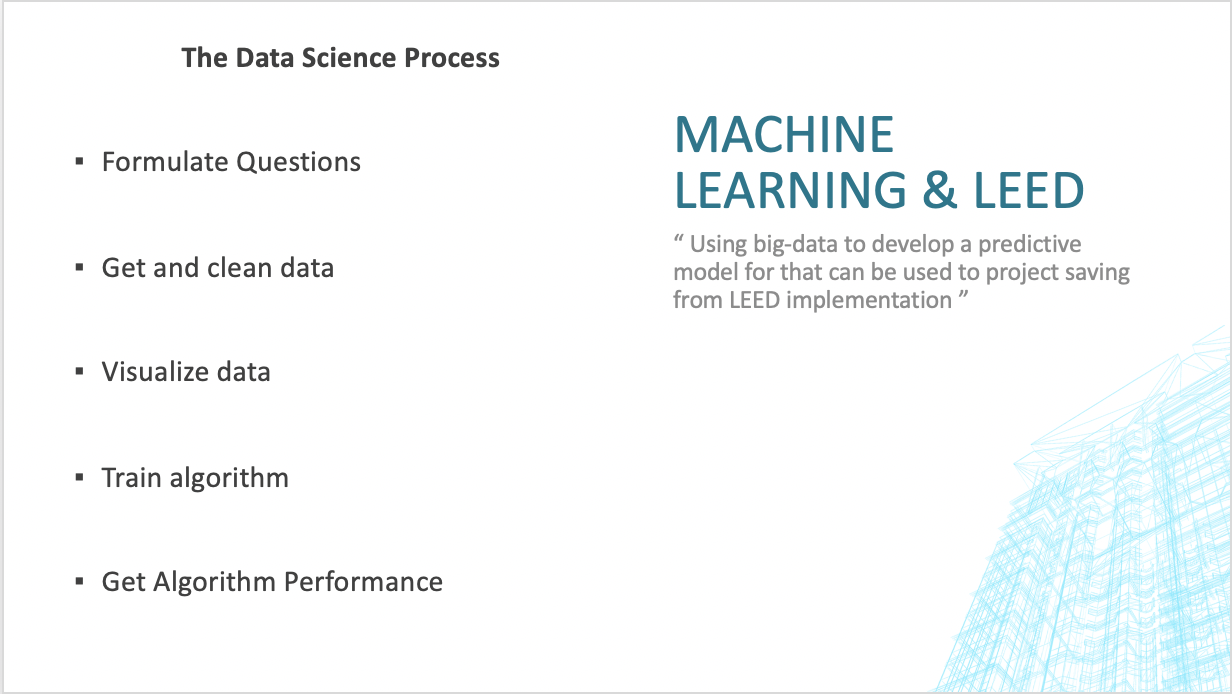 The Data Science Process
▪ Formulate Questions
▪ Get and clean data
▪ Visualize data
▪ Train algorithm
▪ Get Algorithm Performance
MACHINE
LEARNING & LEED
“ Using big-data to develop a predictive
model for that can be used to project saving
from LEED implementation ”